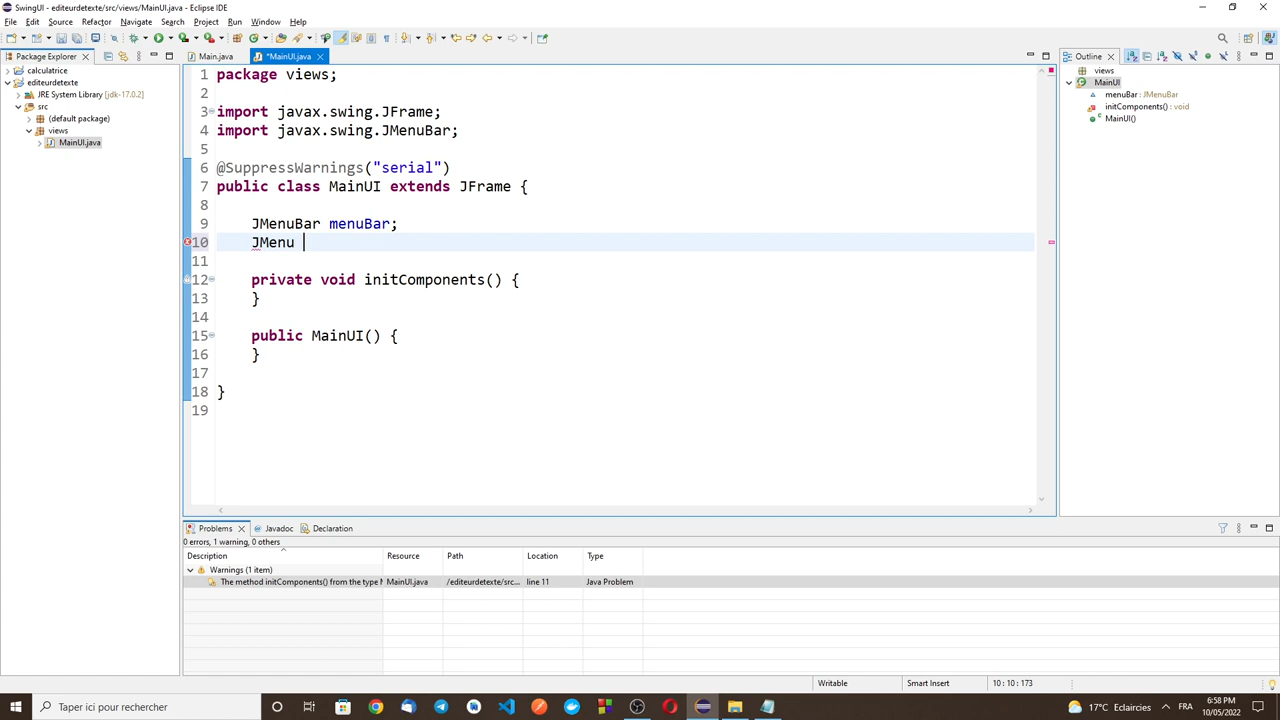 SwingUI - editeurdetexte/src/views/MainUI.java - Eclipse IDE
File Edit Source Refactor Navigate Search Project Run Window Help
Package Explorer
Main.java *MainUI.java
Outline
calculatrice
editeurdetexte
JRE System Library [jdk-17.0.2]
src
(default package)
views
MainUI.java
1 package views;
2
3 import javax.swing.JFrame;
4 import javax.swing.JMenuBar;
5
6 @SuppressWarnings("serial")
7 public class MainUI extends JFrame {
8
9 JMenuBar menuBar;
10 JMenu
11
12 private void initComponents() {
13 }
14
15 public MainUI() {
16 }
17
18 }
19
views
MainUI
menuBar : JMenuBar
initComponents() : void
MainUI()
Problems Javadoc Declaration
0 errors, 1 warning, 0 others
Description Resource Path Location Type
Warnings (1 item)
The method initComponents() from the type M MainUI.java /editeurdetexte/src... line 11 Java Problem
Writable Smart Insert 10 : 10 : 173
Taper ici pour rechercher
17°C Eclaircies FRA 6:58 PM
10/05/2022